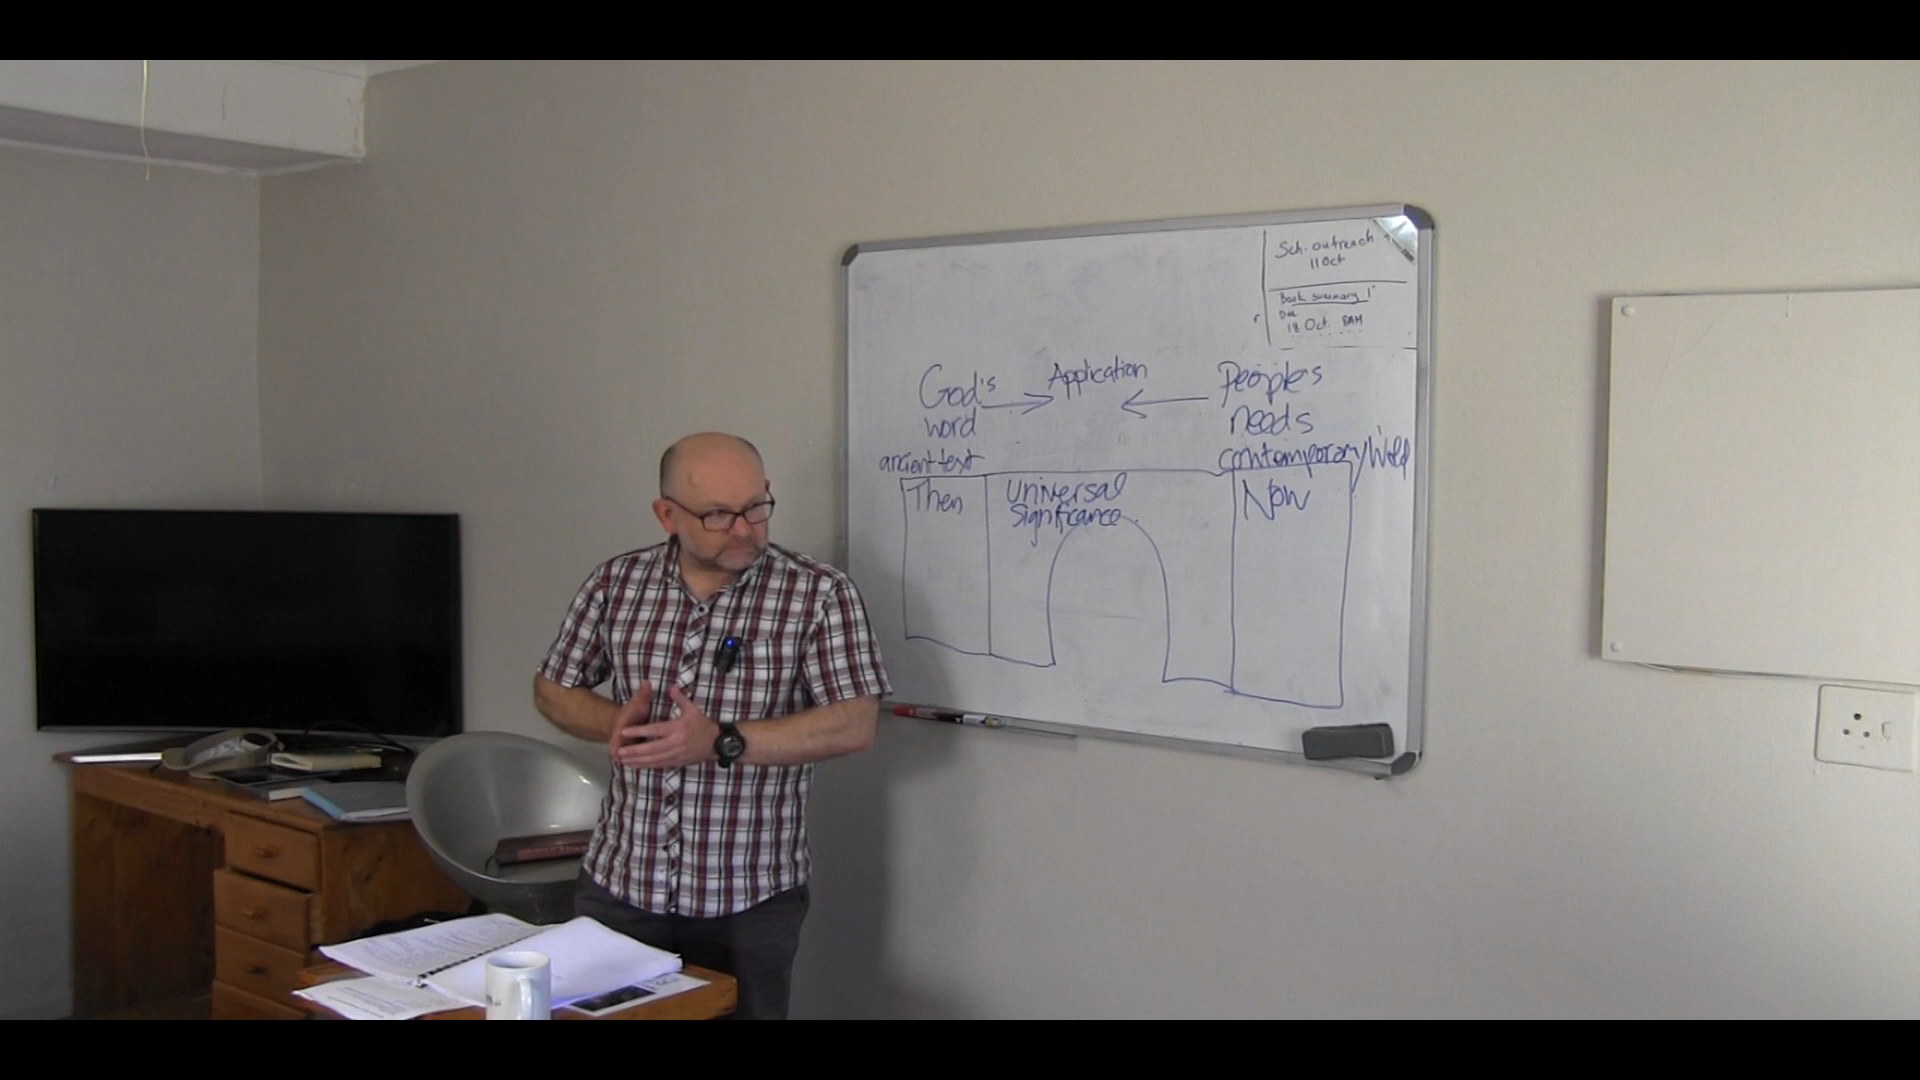 Sch. outreach
11 Oct
Book summary 1
Due
18 Oct. 8AM
God's
word
Application
People's
needs
ancient text
contemporary World
Then
Universal
Significance
Now